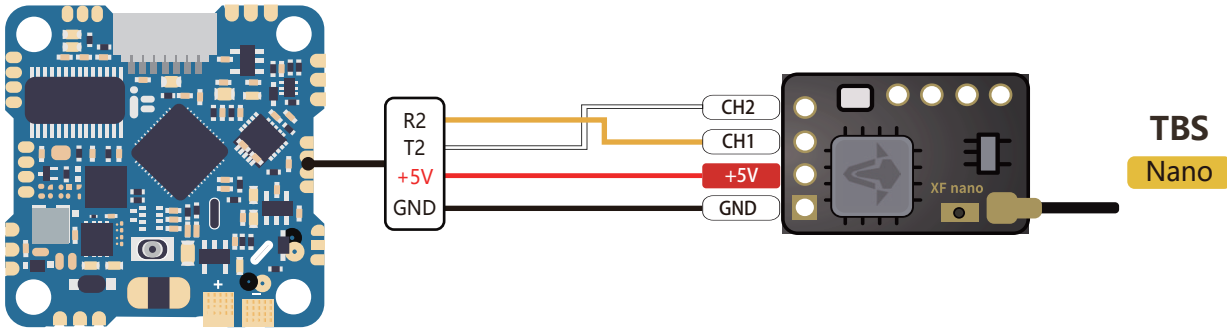 R2
T2
+5V
GND
CH2
CH1
+5V
GND
XF nano
TBS
Nano
+
-